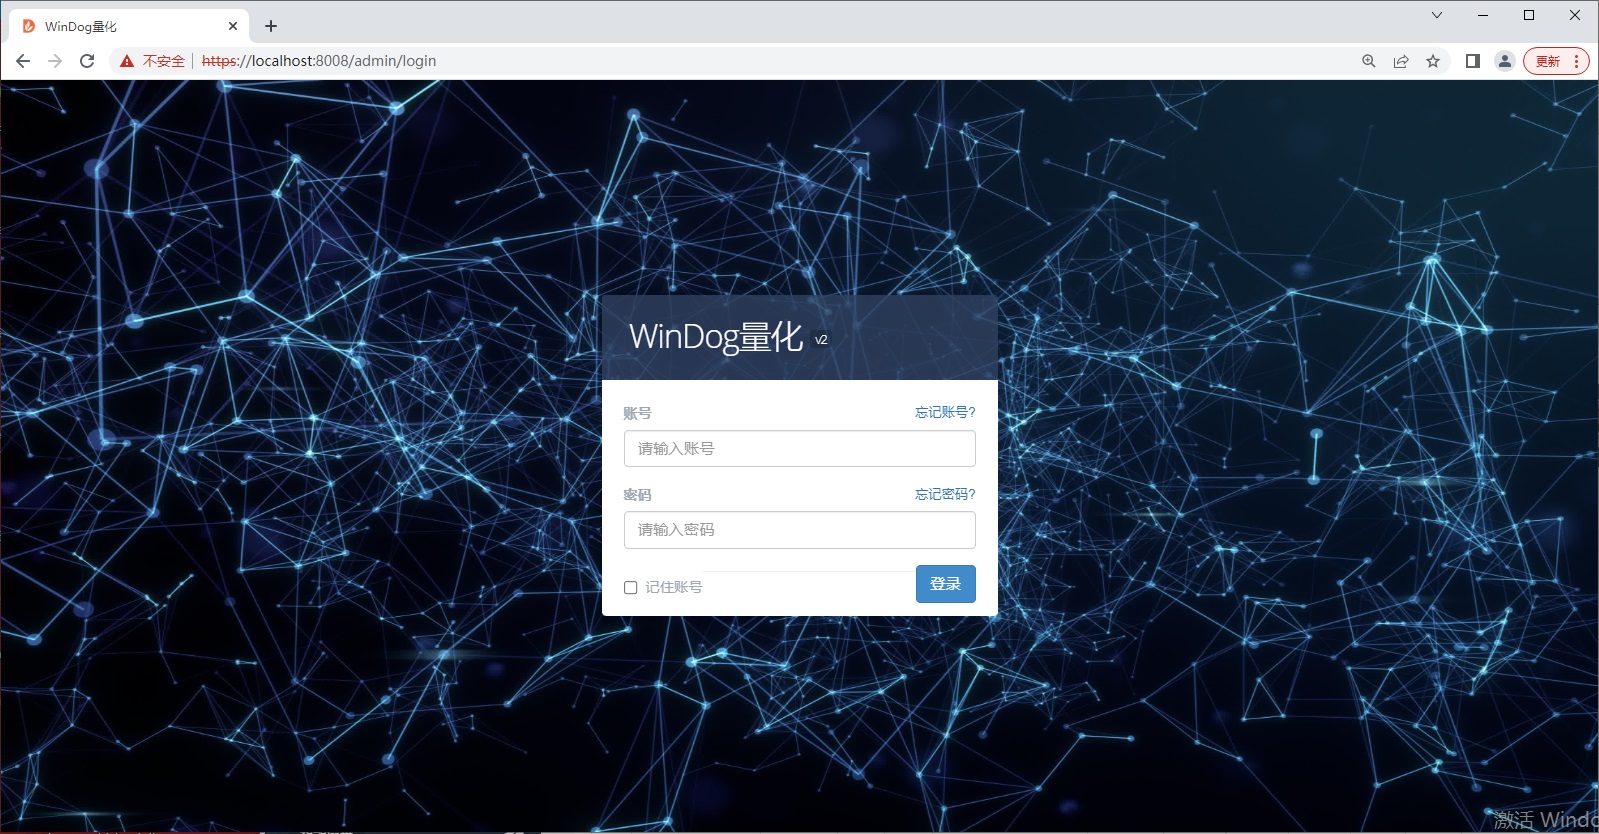 WinDog量化
不安全 https://localhost:8008/admin/login
更新
WinDog量化 v2
账号 忘记账号?
请输入账号
密码 忘记密码?
请输入密码
记住账号 登录
激活 Windo